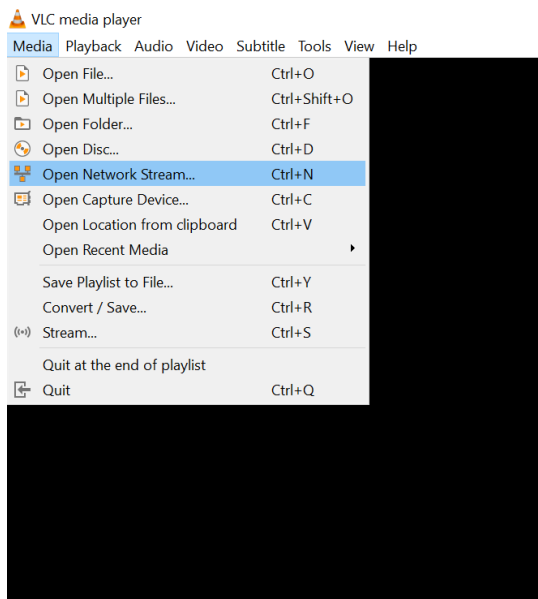 VLC media player
Media Playback Audio Video Subtitle Tools View Help
Open File... Ctrl+O
Open Multiple Files... Ctrl+Shift+O
Open Folder... Ctrl+F
Open Disc... Ctrl+D
Open Network Stream... Ctrl+N
Open Capture Device... Ctrl+C
Open Location from clipboard Ctrl+V
Open Recent Media
Save Playlist to File... Ctrl+Y
Convert / Save... Ctrl+R
Stream... Ctrl+S
Quit at the end of playlist
Quit Ctrl+Q